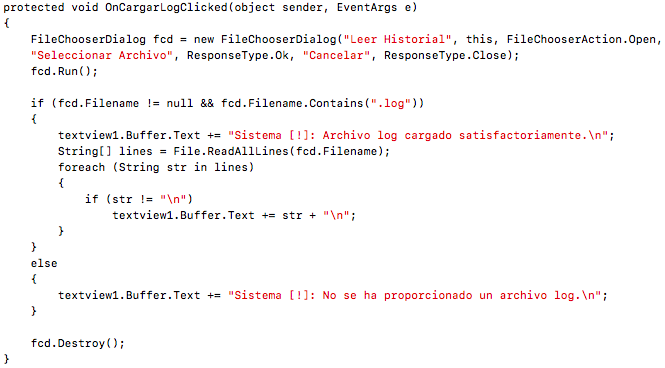 protected void OnCargarLogClicked(object sender, EventArgs e)
{
    FileChooserDialog fcd = new FileChooserDialog("Leer Historial", this, FileChooserAction.Open,
    "Seleccionar Archivo", ResponseType.Ok, "Cancelar", ResponseType.Close);
    fcd.Run();

    if (fcd.Filename != null && fcd.Filename.Contains(".log"))
    {
        textview1.Buffer.Text += "Sistema [!]: Archivo log cargado satisfactoriamente.\n";
        String[] lines = File.ReadAllLines(fcd.Filename);
        foreach (String str in lines)
        {
            if (str != "\n")
                textview1.Buffer.Text += str + "\n";
        }
    }
    else
    {
        textview1.Buffer.Text += "Sistema [!]: No se ha proporcionado un archivo log.\n";
    }

    fcd.Destroy();
}